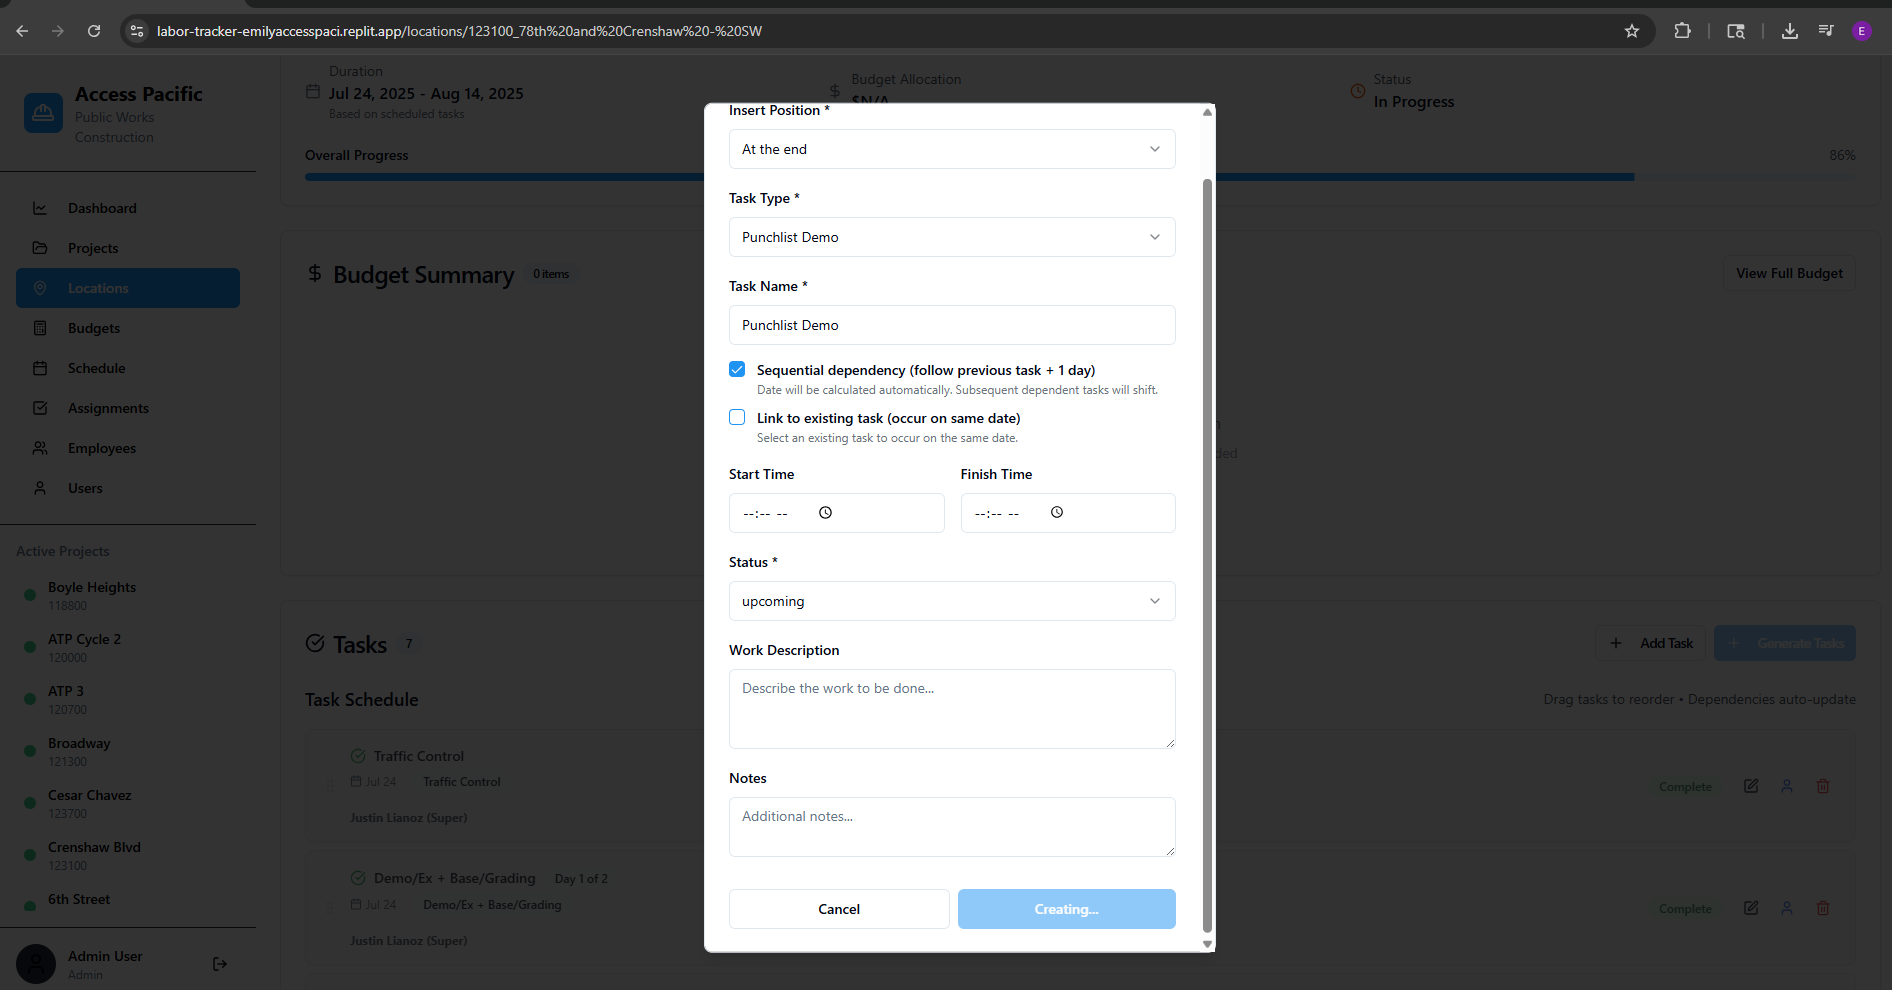 labor-tracker-emilyaccesspaci.replit.app/locations/123100_78th%20and%20Crenshaw%20-%20SW
E
Access Pacific
Public Works
Construction
Dashboard
Projects
Locations
Budgets
Schedule
Assignments
Employees
Users
Active Projects
Boyle Heights
118800
ATP Cycle 2
120000
ATP 3
120700
Broadway
121300
Cesar Chavez
123700
Crenshaw Blvd
123100
6th Street
Admin User
Admin
Duration
Jul 24, 2025 - Aug 14, 2025
Based on scheduled tasks
Budget Allocation
$N/A
Status
In Progress
Overall Progress
86%
Budget Summary
0 items
View Full Budget
Tasks 7
Add Task
Generate Tasks
Task Schedule
Drag tasks to reorder • Dependencies auto-update
Traffic Control
Jul 24 Traffic Control
Justin Lianoz (Super)
Complete
Demo/Ex + Base/Grading Day 1 of 2
Jul 24 Demo/Ex + Base/Grading
Justin Lianoz (Super)
Complete
Insert Position *
At the end
Task Type *
Punchlist Demo
Task Name *
Punchlist Demo
Sequential dependency (follow previous task + 1 day)
Date will be calculated automatically. Subsequent dependent tasks will shift.
Link to existing task (occur on same date)
Select an existing task to occur on the same date.
Start Time
--:-- --
Finish Time
--:-- --
Status *
upcoming
Work Description
Describe the work to be done...
Notes
Additional notes...
Cancel
Creating...